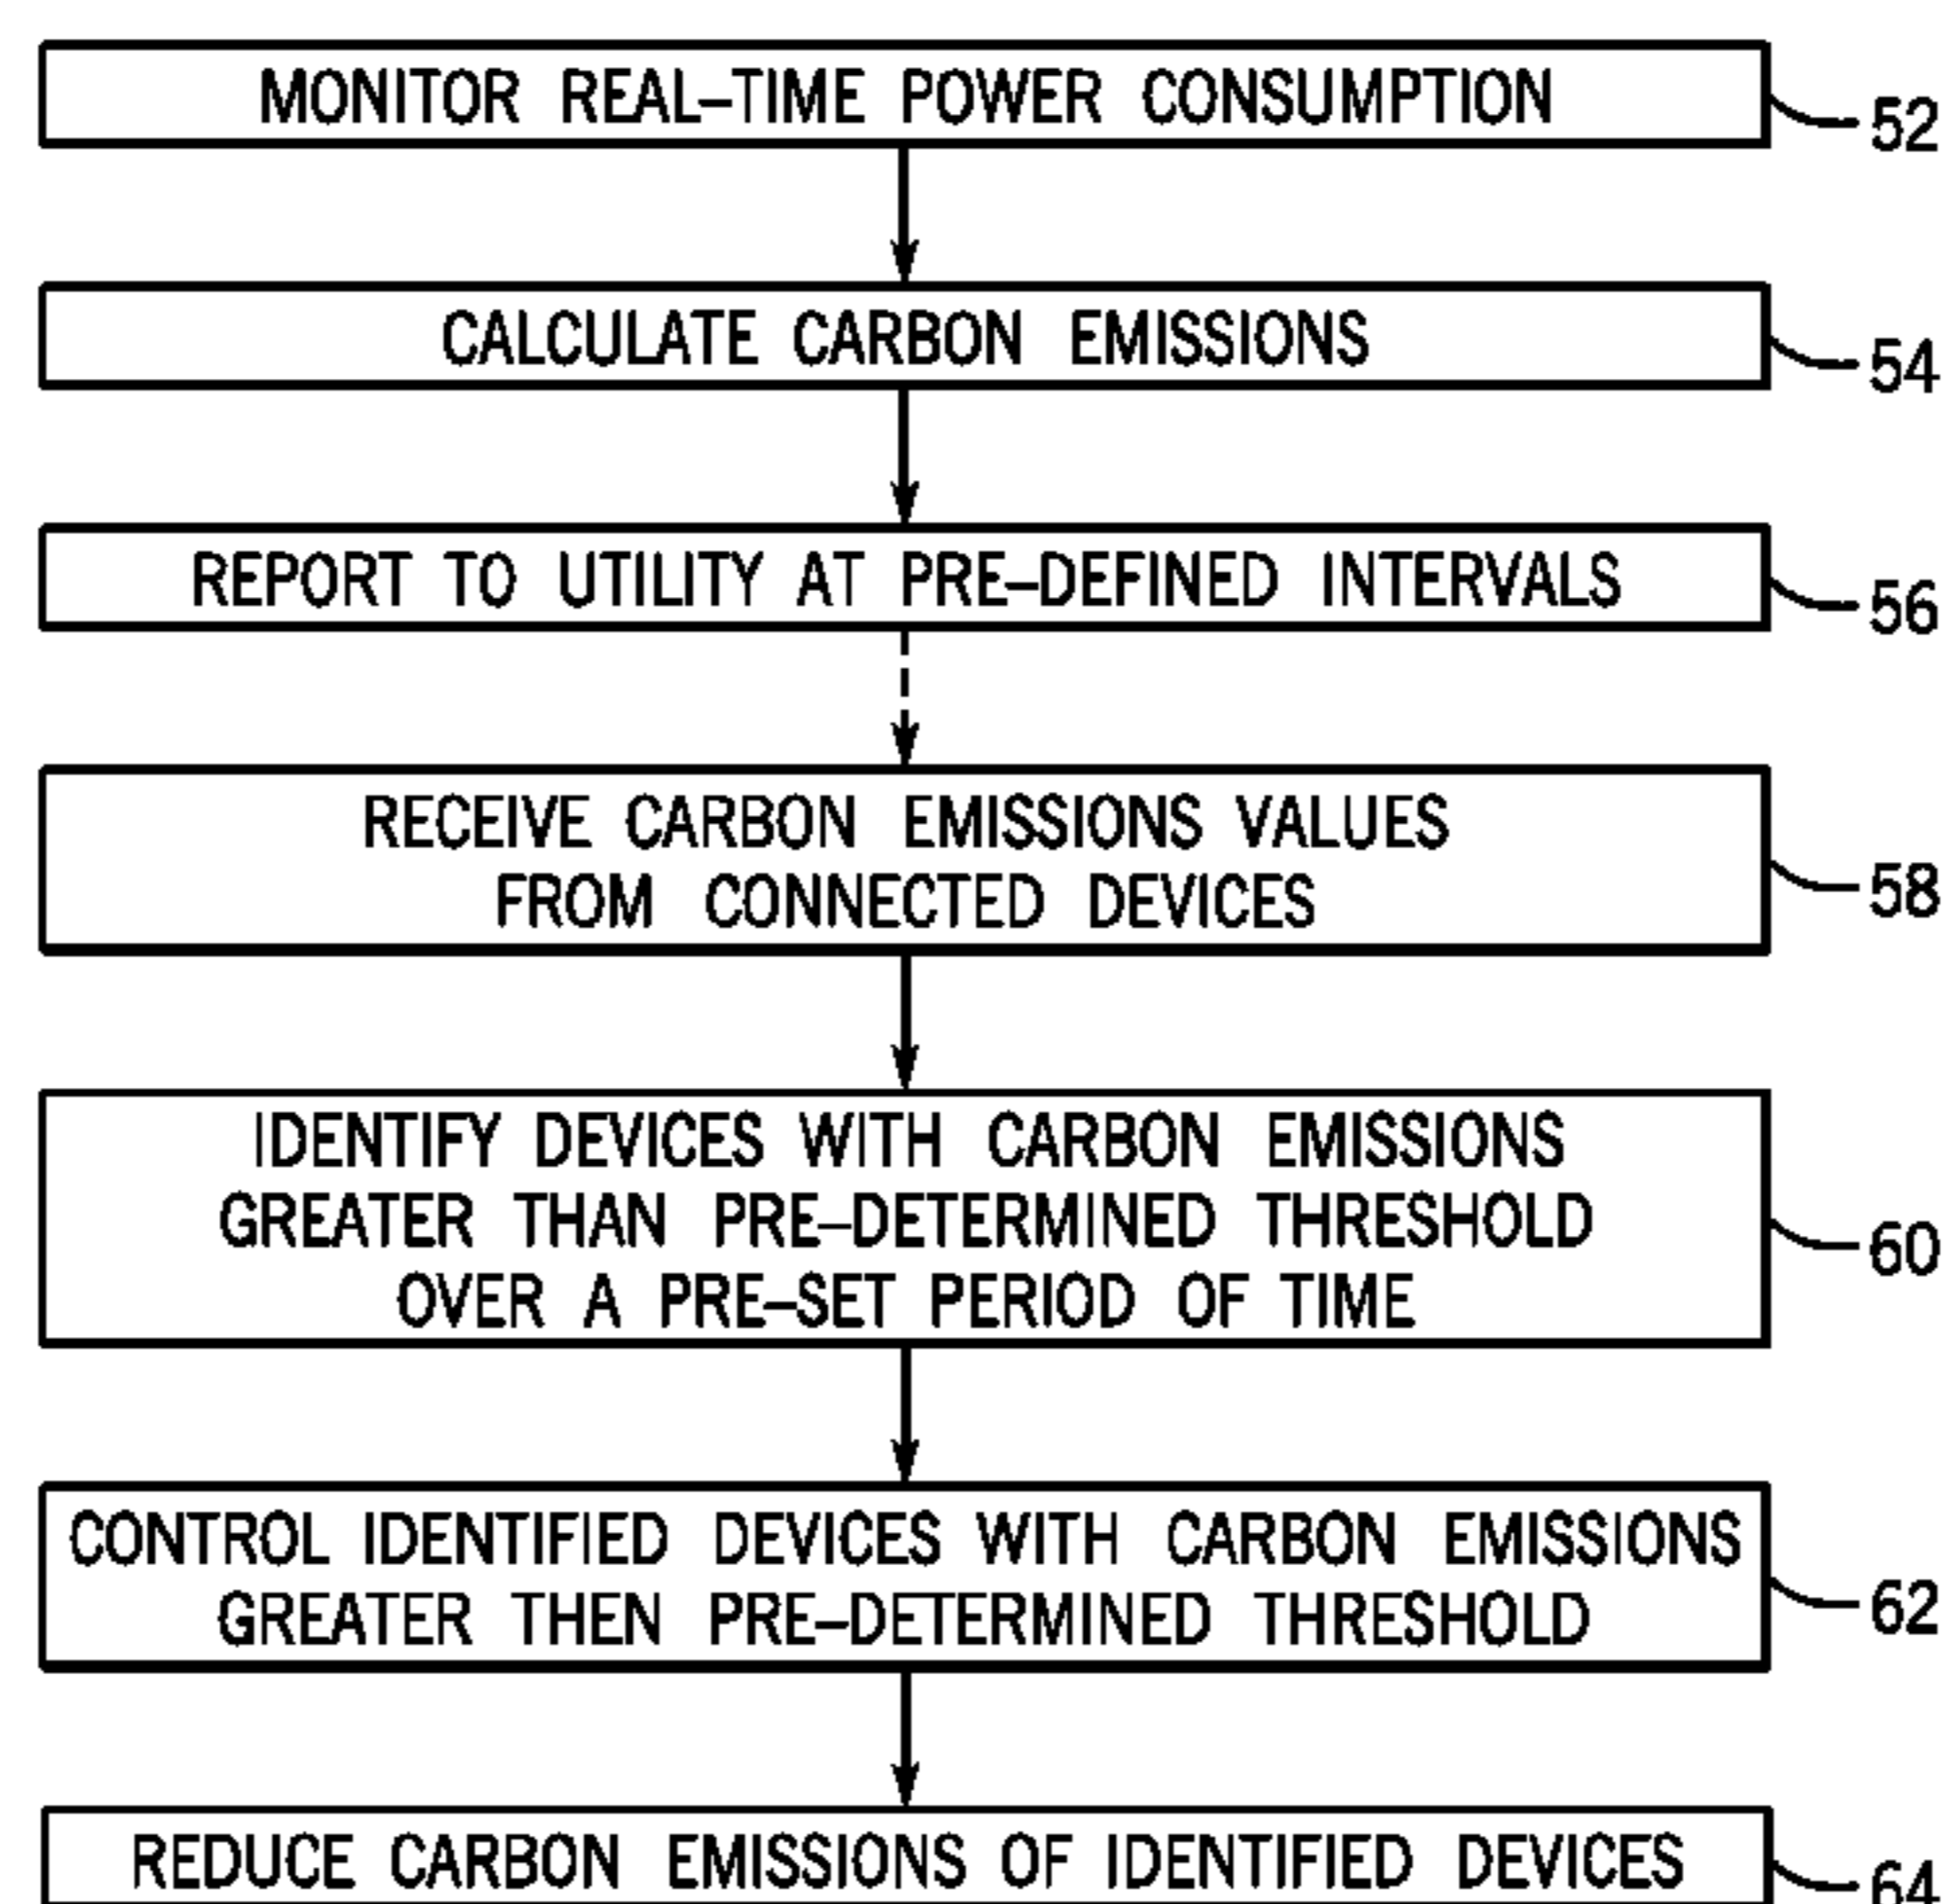 MONITOR REAL-TIME POWER CONSUMPTION
52
CALCULATE CARBON EMISSIONS
54
REPORT TO UTILITY AT PRE-DEFINED INTERVALS
56
RECEIVE CARBON EMISSIONS VALUES
FROM CONNECTED DEVICES
58
IDENTIFY DEVICES WITH CARBON EMISSIONS
GREATER THAN PRE-DETERMINED THRESHOLD
OVER A PRE-SET PERIOD OF TIME
60
CONTROL IDENTIFIED DEVICES WITH CARBON EMISSIONS
GREATER THEN PRE-DETERMINED THRESHOLD
62
REDUCE CARBON EMISSIONS OF IDENTIFIED DEVICES
64